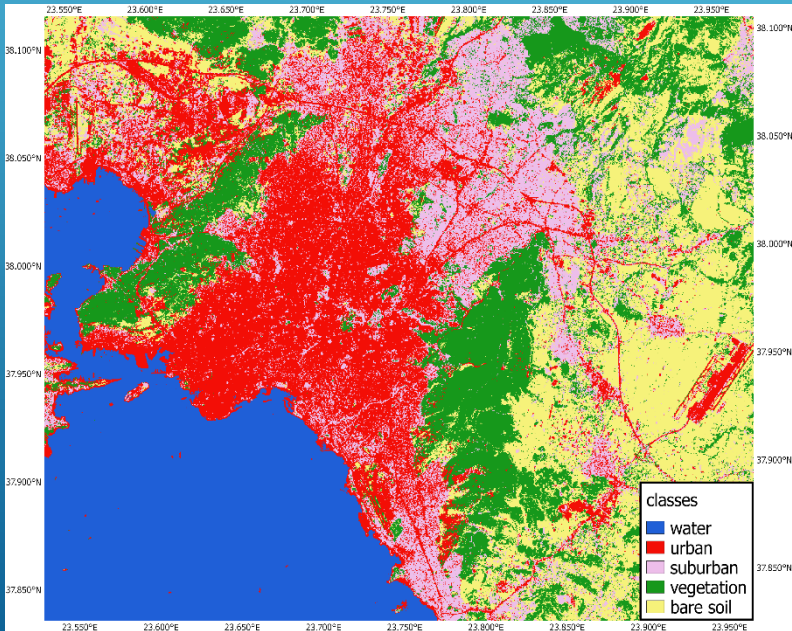 23.550°E 23.600°E 23.650°E 23.700°E 23.750°E 23.800°E 23.850°E 23.900°E 23.950°E
38.100°N 38.100°N
38.050°N 38.050°N
38.000°N 38.000°N
37.950°N 37.950°N
37.900°N 37.900°N
37.850°N 37.850°N
classes
water
urban
suburban
vegetation
bare soil
23.550°E 23.600°E 23.650°E 23.700°E 23.750°E 23.800°E 23.850°E 23.900°E 23.950°E